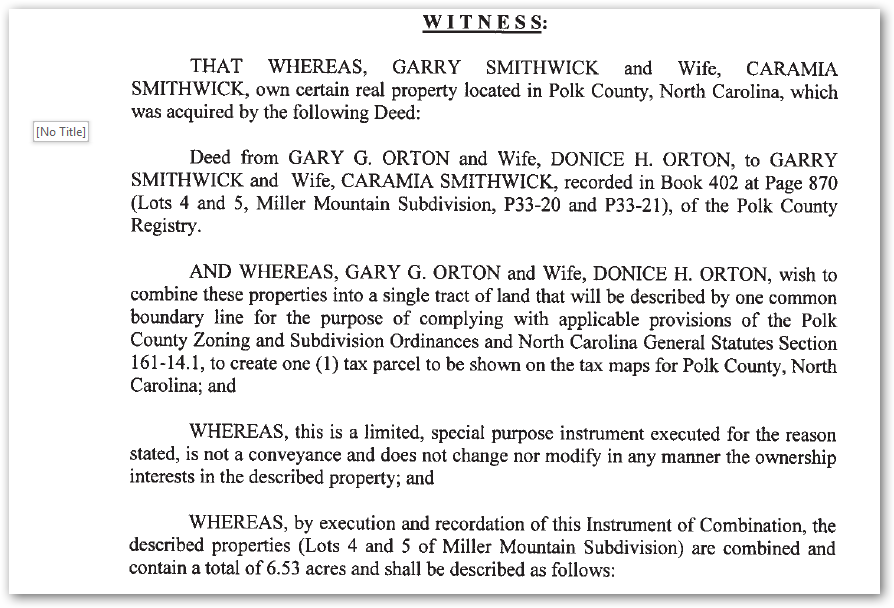 WITNESS:
THAT WHEREAS, GARRY SMITHWICK and Wife, CARAMIA
SMITHWICK, own certain real property located in Polk County, North Carolina, which
was acquired by the following Deed:
[No Title]
Deed from GARY G. ORTON and Wife, DONICE H. ORTON, to GARRY
SMITHWICK and Wife, CARAMIA SMITHWICK, recorded in Book 402 at Page 870
(Lots 4 and 5, Miller Mountain Subdivision, P33-20 and P33-21), of the Polk County
Registry.
AND WHEREAS, GARY G. ORTON and Wife, DONICE H. ORTON, wish to
combine these properties into a single tract of land that will be described by one common
boundary line for the purpose of complying with applicable provisions of the Polk
County Zoning and Subdivision Ordinances and North Carolina General Statutes Section
161-14.1, to create one (1) tax parcel to be shown on the tax maps for Polk County, North
Carolina; and
WHEREAS, this is a limited, special purpose instrument executed for the reason
stated, is not a conveyance and does not change nor modify in any manner the ownership
interests in the described property; and
WHEREAS, by execution and recordation of this Instrument of Combination, the
described properties (Lots 4 and 5 of Miller Mountain Subdivision) are combined and
contain a total of 6.53 acres and shall be described as follows: